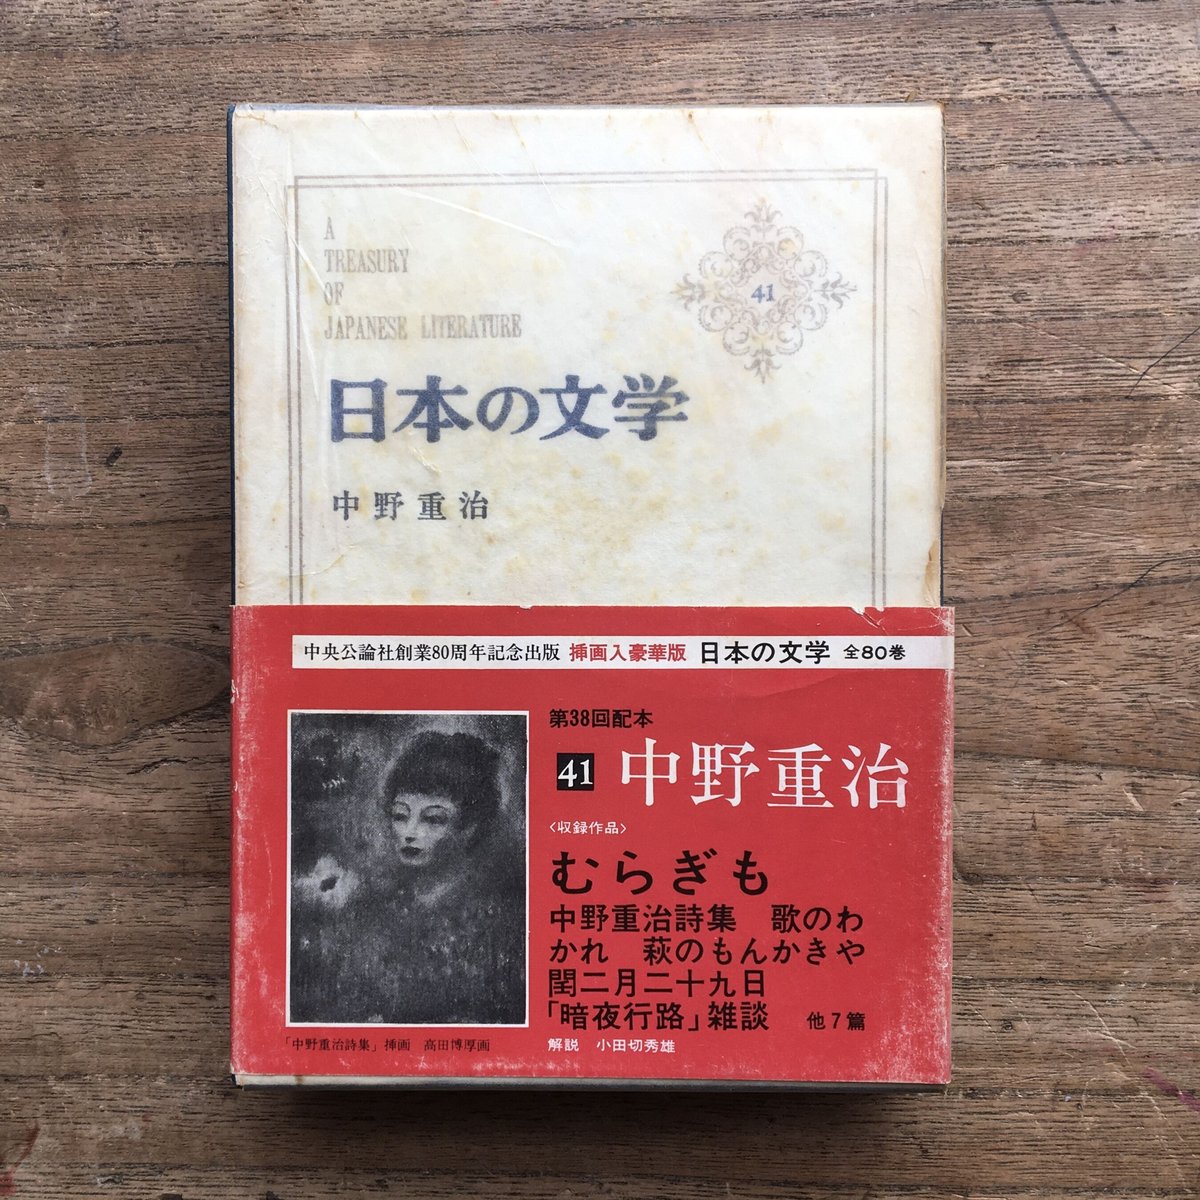 A
TREASURY
OF
JAPANESE LITERATURE
41
日本の文学
中野重治
中央公論社創業80周年記念出版 挿画入豪華版 日本の文学 全80巻
第38回配本
41 中野重治
〈収録作品〉
むらぎも
中野重治詩集 歌のわ
かれ 萩のもんかきや
閏二月二十九日
「暗夜行路」雑談 他7篇
解説 小田切秀雄
「中野重治詩集」挿画 高田博厚画